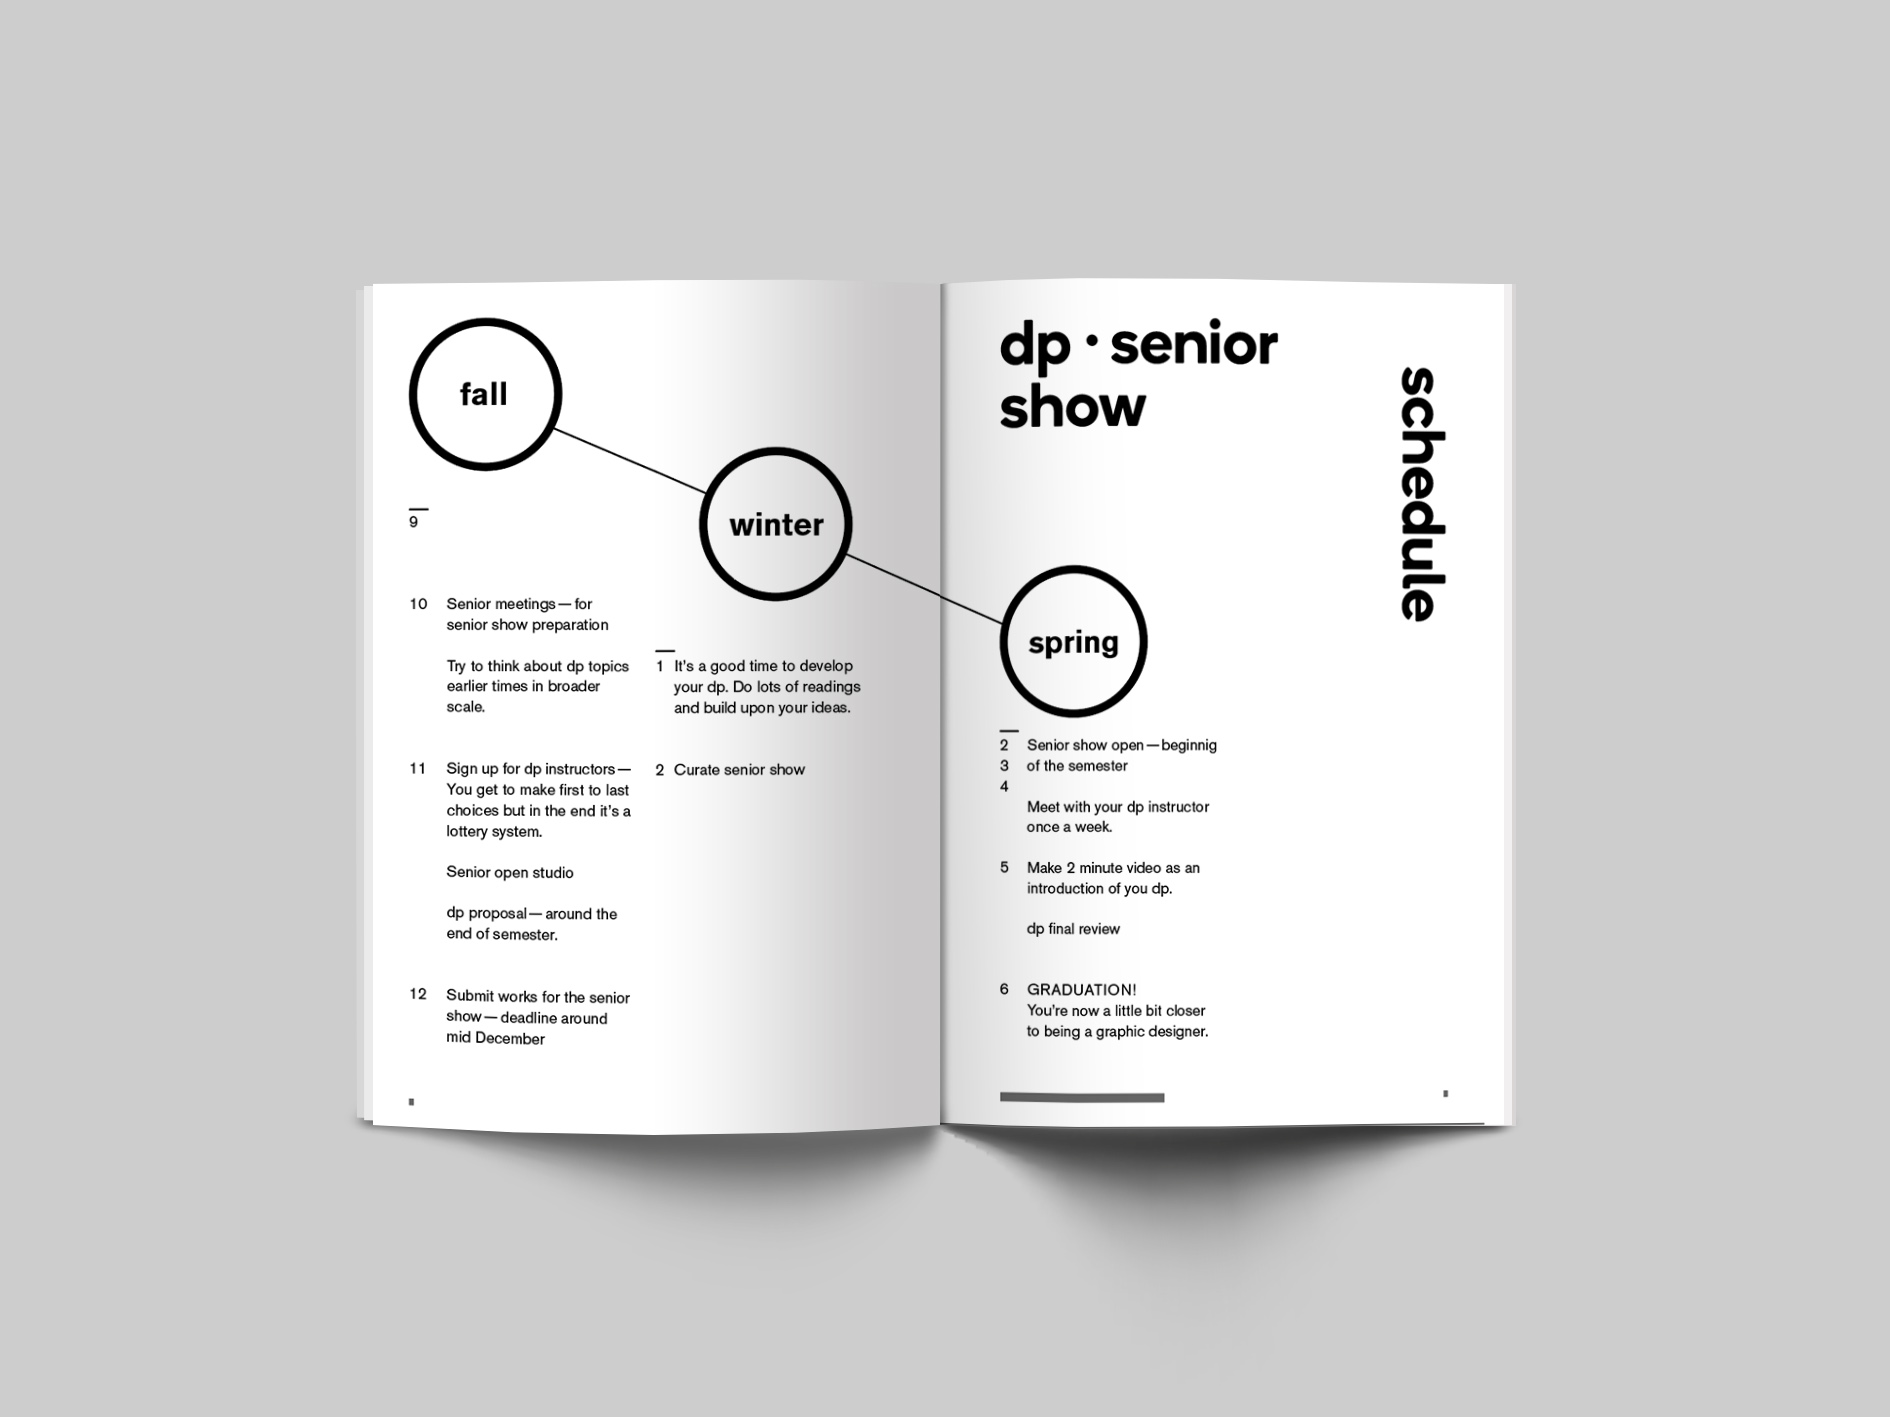 fall
9
10 Senior meetings — for
senior show preparation
Try to think about dp topics
earlier times in broader
scale.
11 Sign up for dp instructors —
You get to make first to last
choices but in the end it's a
lottery system.
Senior open studio
dp proposal — around the
end of semester.
12 Submit works for the senior
show — deadline around
mid December
winter
1 It's a good time to develop
your dp. Do lots of readings
and build upon your ideas.
2 Curate senior show
dp · senior
show
schedule
spring
2 Senior show open — beginnig
3 of the semester
4
Meet with your dp instructor
once a week.
5 Make 2 minute video as an
introduction of you dp.
dp final review
6 GRADUATION!
You're now a little bit closer
to being a graphic designer.